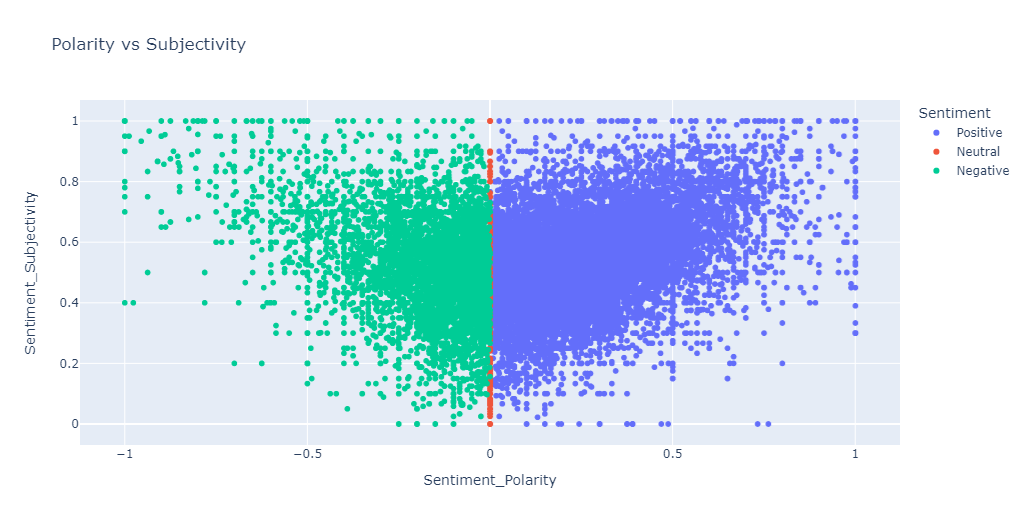 Polarity vs Subjectivity
Sentiment
Positive
Neutral
Negative
Sentiment_Subjectivity
1
0.8
0.6
0.4
0.2
0
−1
−0.5
0
0.5
1
Sentiment_Polarity